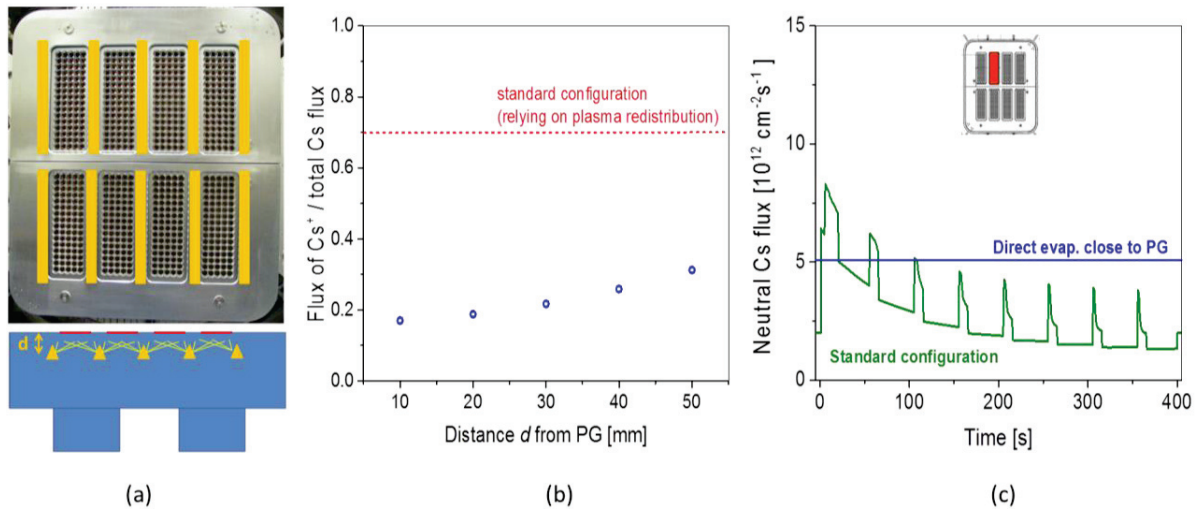 d
(a)
1.0
0.8
0.6
0.4
0.2
0.0
Flux of Cs⁺ / total Cs flux
standard configuration
(relying on plasma redistribution)
10 20 30 40 50
Distance d from PG [mm]
(b)
15
10
5
0
Neutral Cs flux [10¹² cm⁻²s⁻¹]
Direct evap. close to PG
Standard configuration
0 100 200 300 400
Time [s]
(c)